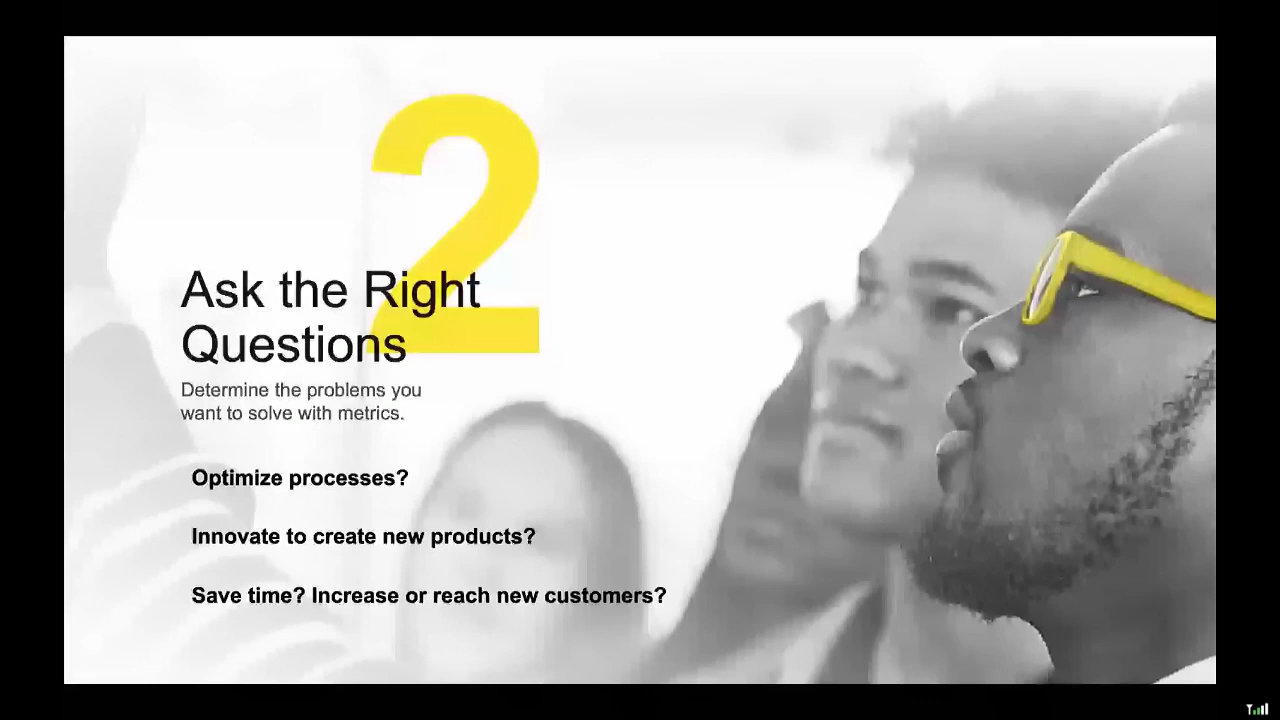 2
Ask the Right
Questions
Determine the problems you
want to solve with metrics.
Optimize processes?
Innovate to create new products?
Save time? Increase or reach new customers?